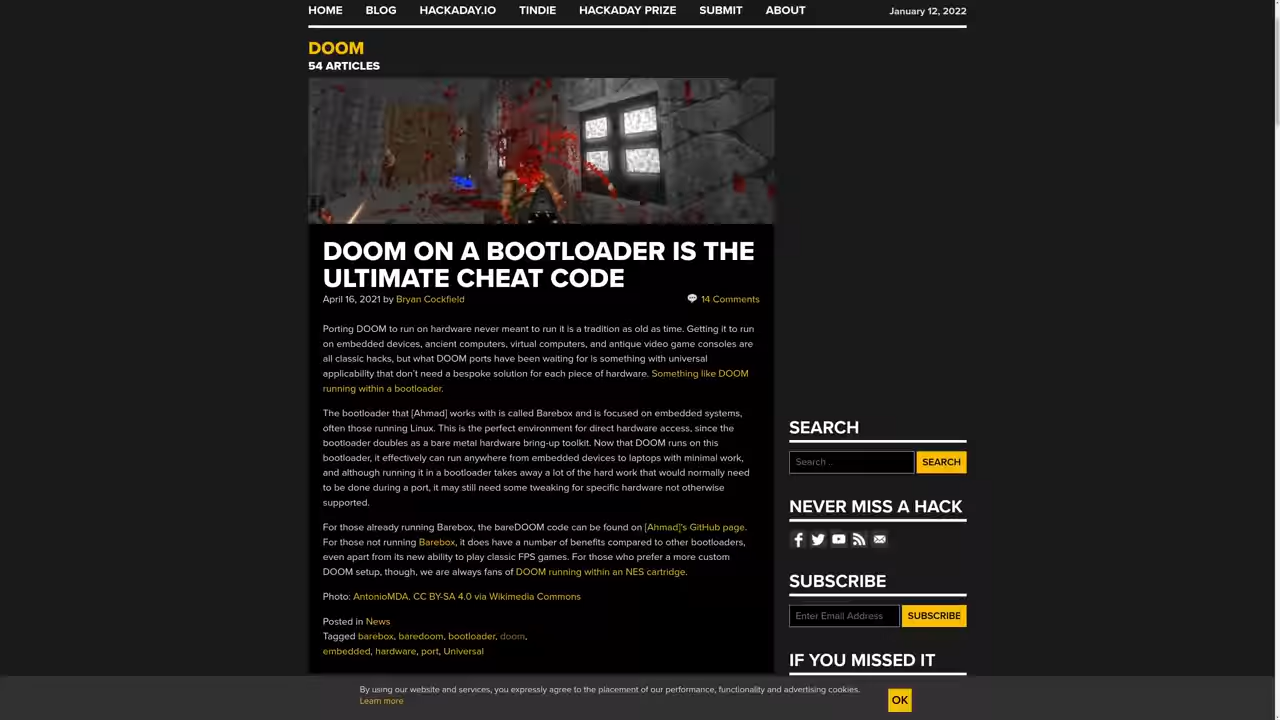 HOME BLOG HACKADAY.IO TINDIE HACKADAY PRIZE SUBMIT ABOUT January 12, 2022
DOOM
54 ARTICLES
DOOM ON A BOOTLOADER IS THE
ULTIMATE CHEAT CODE
April 16, 2021 by Bryan Cockfield 14 Comments
Porting DOOM to run on hardware never meant to run it is a tradition as old as time. Getting it to run
on embedded devices, ancient computers, virtual computers, and antique video game consoles are
all classic hacks, but what DOOM ports have been waiting for is something with universal
applicability that don't need a bespoke solution for each piece of hardware. Something like DOOM
running within a bootloader.
The bootloader that [Ahmad] works with is called Barebox and is focused on embedded systems,
often those running Linux. This is the perfect environment for direct hardware access, since the
bootloader doubles as a bare metal hardware bring-up toolkit. Now that DOOM runs on this
bootloader, it effectively can run anywhere from embedded devices to laptops with minimal work,
and although running it in a bootloader takes away a lot of the hard work that would normally need
to be done during a port, it may still need some tweaking for specific hardware not otherwise
supported.
For those already running Barebox, the bareDOOM code can be found on [Ahmad]'s GitHub page.
For those not running Barebox, it does have a number of benefits compared to other bootloaders,
even apart from its new ability to play classic FPS games. For those who prefer a more custom
DOOM setup, though, we are always fans of DOOM running within an NES cartridge.
Photo: AntonioMDA, CC BY-SA 4.0 via Wikimedia Commons
Posted in News
Tagged barebox, baredoom, bootloader, doom,
embedded, hardware, port, Universal
SEARCH
Search ... SEARCH
NEVER MISS A HACK
SUBSCRIBE
Enter Email Address SUBSCRIBE
IF YOU MISSED IT
By using our website and services, you expressly agree to the placement of our performance, functionality and advertising cookies.
Learn more
OK